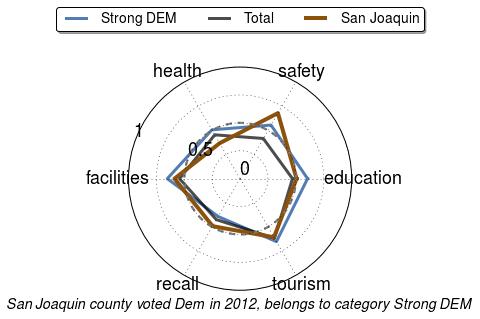 Strong DEM Total San Joaquin
health safety
1
0.5
0
facilities education
recall tourism
San Joaquin county voted Dem in 2012, belongs to category Strong DEM